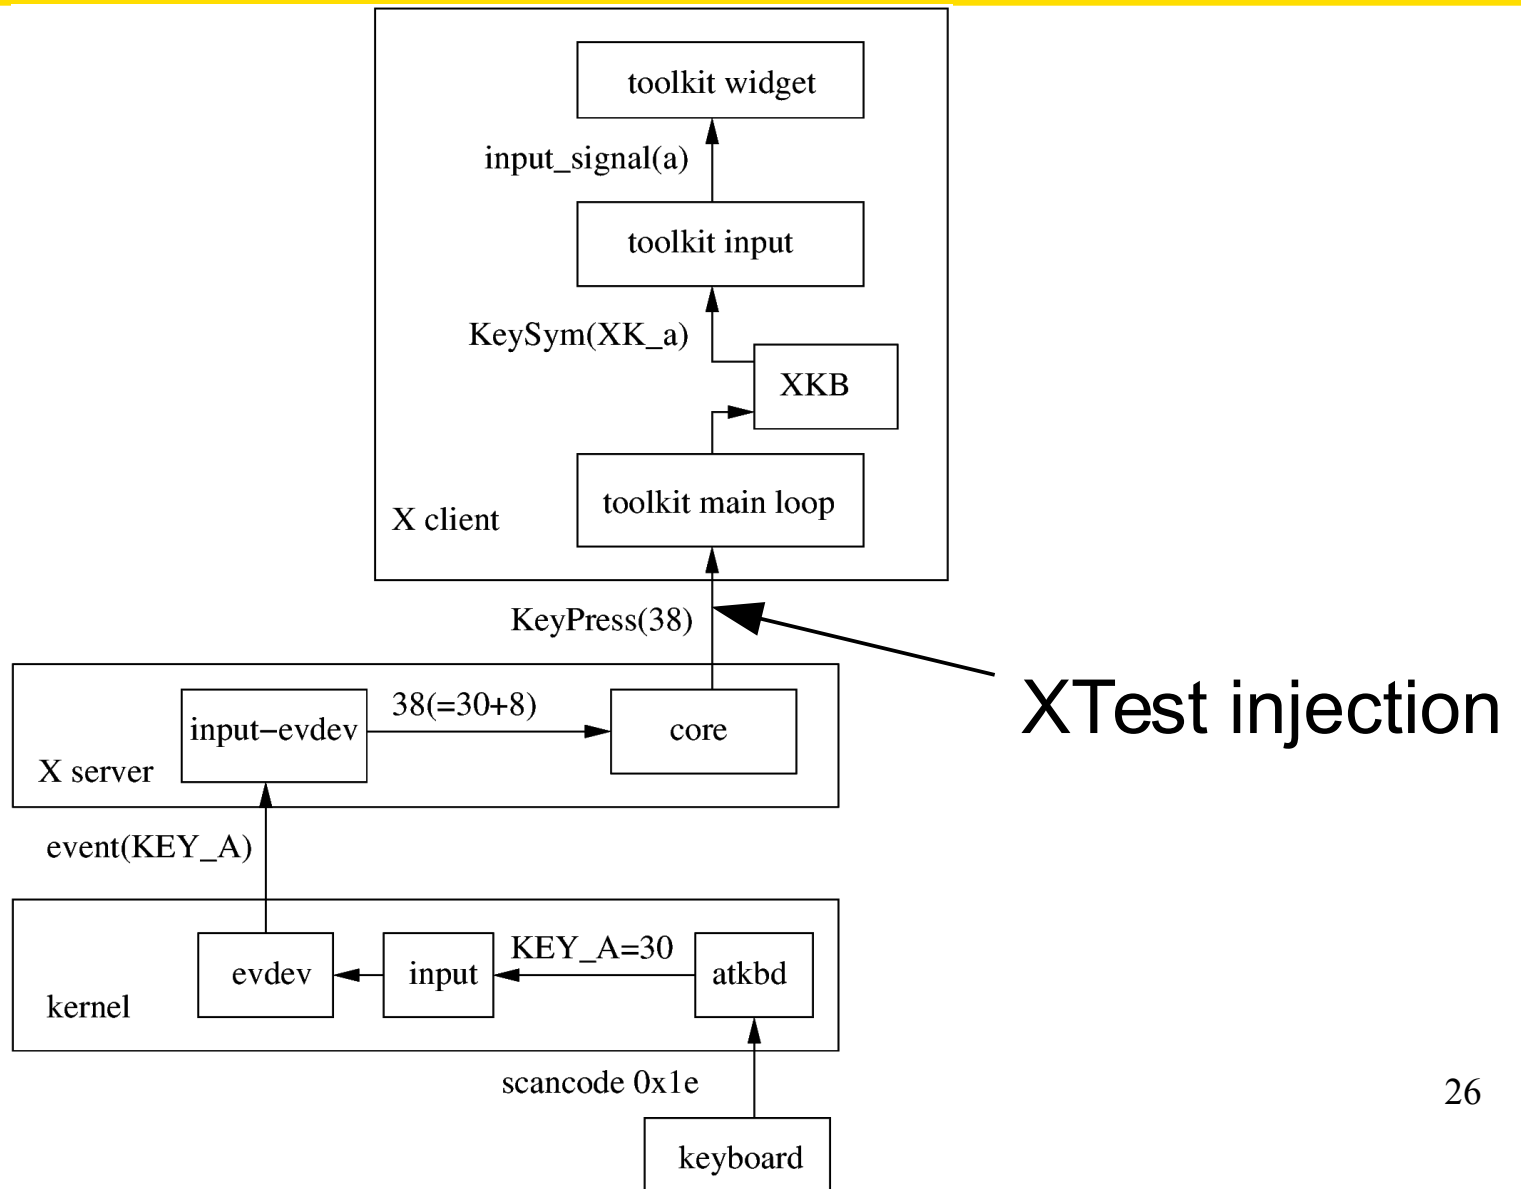 toolkit widget
input_signal(a)
toolkit input
KeySym(XK_a)
XKB
toolkit main loop
X client
KeyPress(38)
XTest injection
38(=30+8)
input−evdev
core
X server
event(KEY_A)
KEY_A=30
evdev
input
atkbd
kernel
scancode 0x1e
26
keyboard